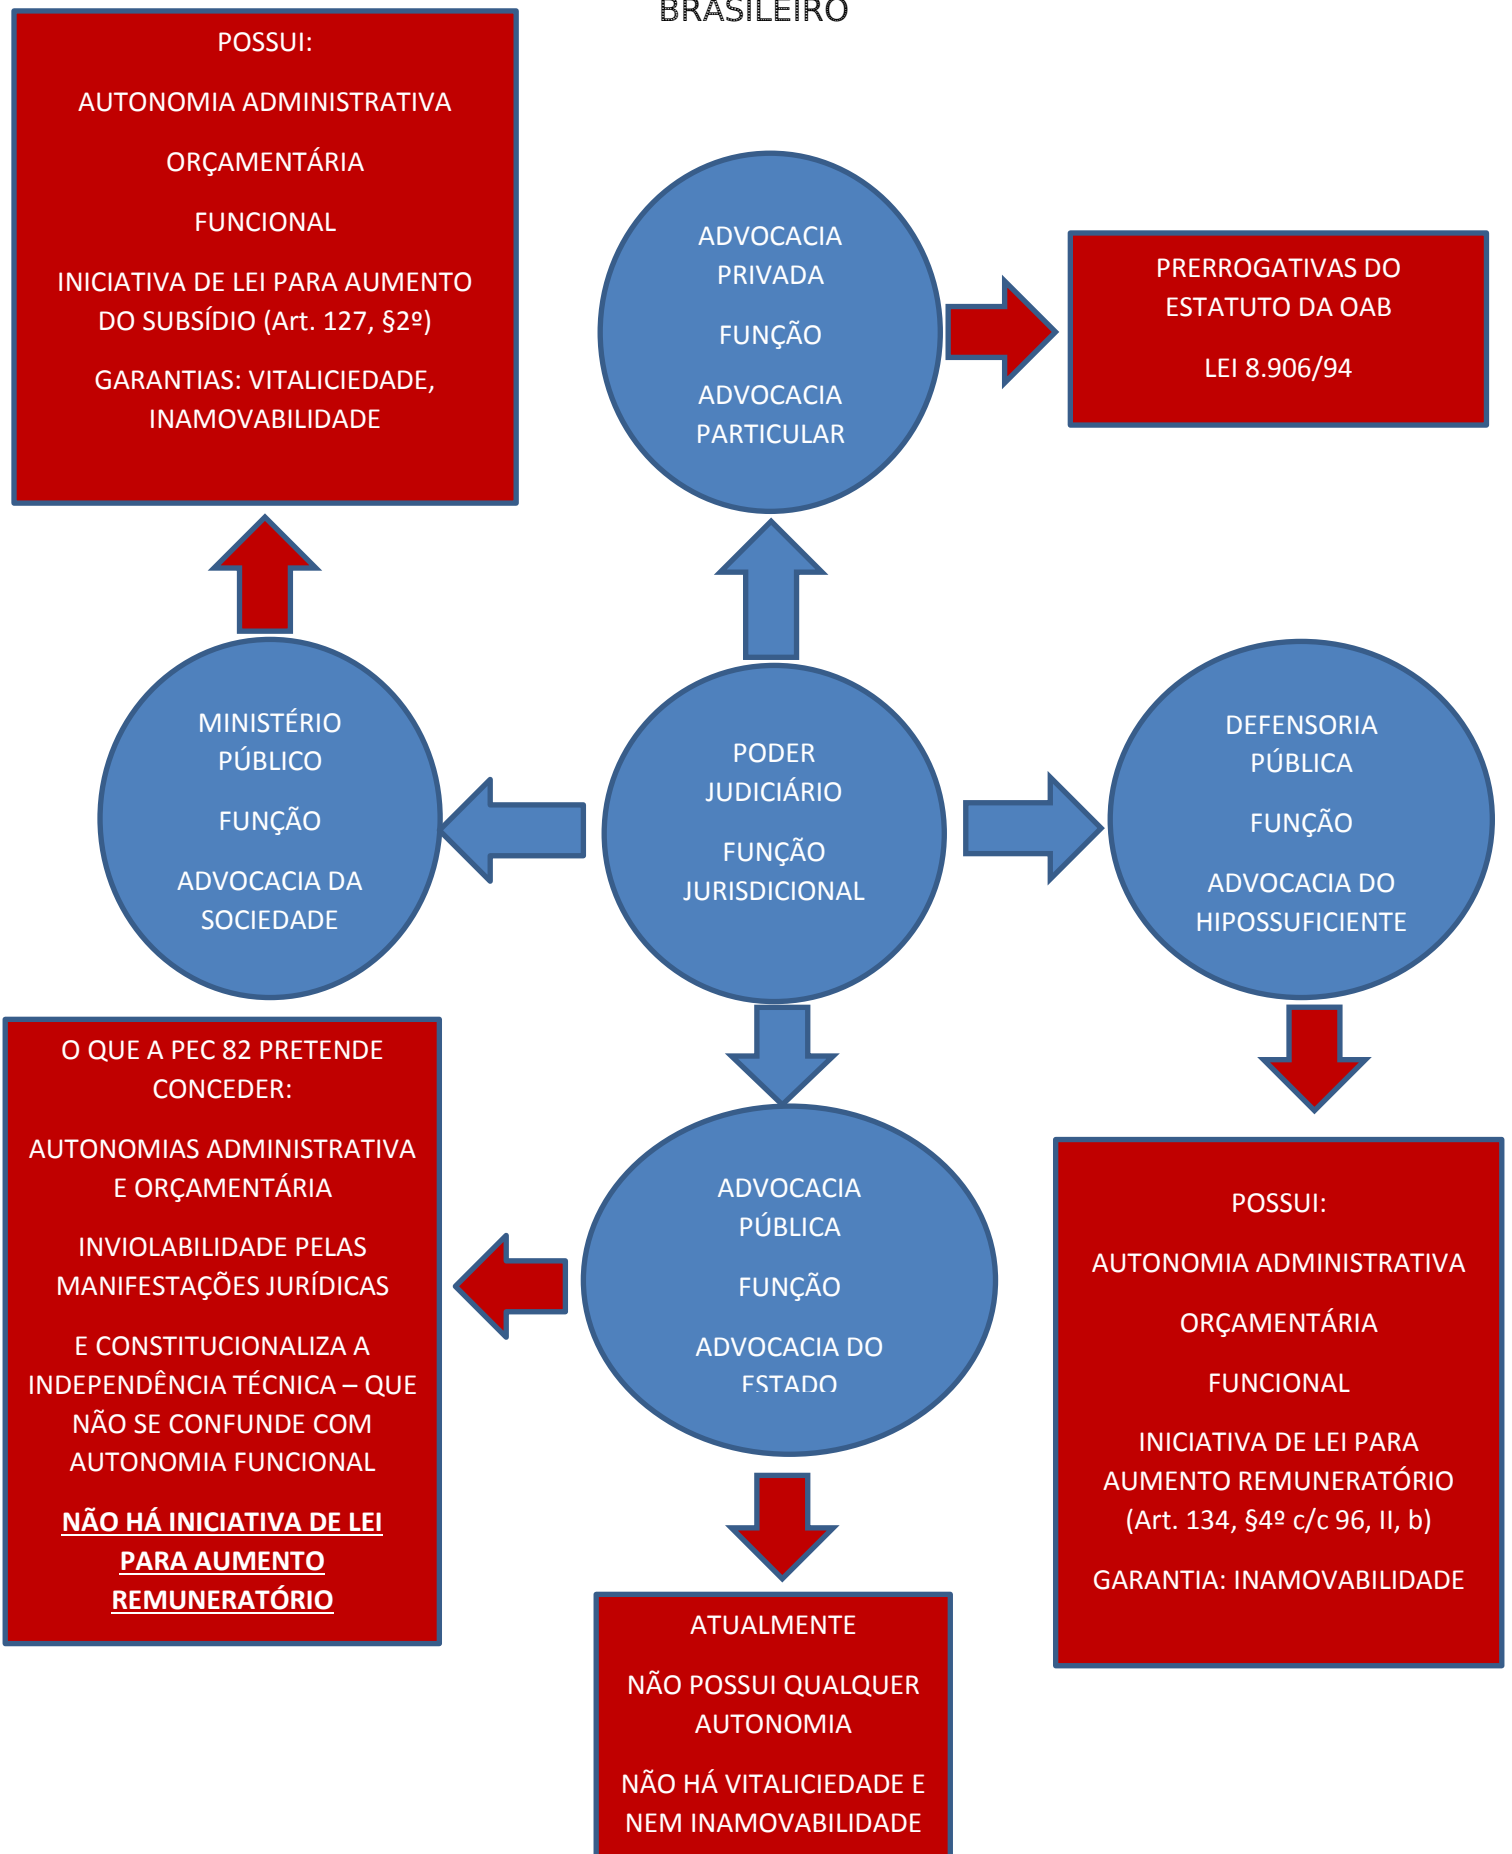 BRASILEIRO
POSSUI:
AUTONOMIA ADMINISTRATIVA
ORÇAMENTÁRIA
FUNCIONAL
INICIATIVA DE LEI PARA AUMENTO
DO SUBSÍDIO (Art. 127, §2º)
GARANTIAS: VITALICIEDADE,
INAMOVABILIDADE
ADVOCACIA
PRIVADA
FUNÇÃO
ADVOCACIA
PARTICULAR
PRERROGATIVAS DO
ESTATUTO DA OAB
LEI 8.906/94
MINISTÉRIO
PÚBLICO
FUNÇÃO
ADVOCACIA DA
SOCIEDADE
PODER
JUDICIÁRIO
FUNÇÃO
JURISDICIONAL
DEFENSORIA
PÚBLICA
FUNÇÃO
ADVOCACIA DO
HIPOSSUFICIENTE
O QUE A PEC 82 PRETENDE
CONCEDER:
AUTONOMIAS ADMINISTRATIVA
E ORÇAMENTÁRIA
INVIOLABILIDADE PELAS
MANIFESTAÇÕES JURÍDICAS
E CONSTITUCIONALIZA A
INDEPENDÊNCIA TÉCNICA – QUE
NÃO SE CONFUNDE COM
AUTONOMIA FUNCIONAL
NÃO HÁ INICIATIVA DE LEI
PARA AUMENTO
REMUNERATÓRIO
ADVOCACIA
PÚBLICA
FUNÇÃO
ADVOCACIA DO
ESTADO
POSSUI:
AUTONOMIA ADMINISTRATIVA
ORÇAMENTÁRIA
FUNCIONAL
INICIATIVA DE LEI PARA
AUMENTO REMUNERATÓRIO
(Art. 134, §4º c/c 96, II, b)
GARANTIA: INAMOVABILIDADE
ATUALMENTE
NÃO POSSUI QUALQUER
AUTONOMIA
NÃO HÁ VITALICIEDADE E
NEM INAMOVABILIDADE